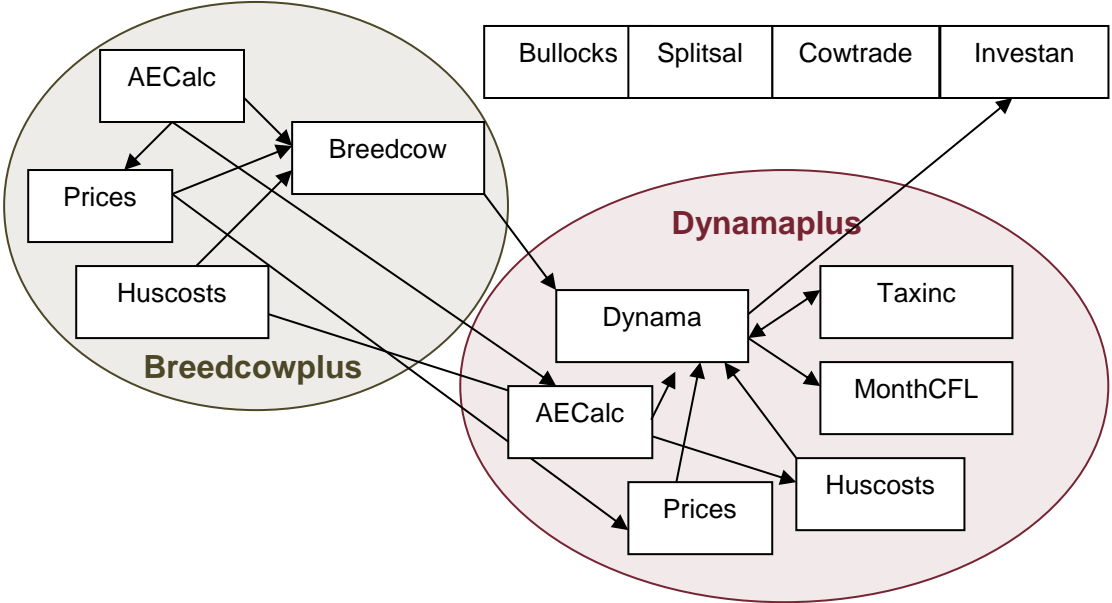 Bullocks Splitsal Cowtrade Investan
AECalc
Breedcow
Prices
Dynamaplus
Huscosts
Taxinc
Dynama
Breedcowplus
MonthCFL
AECalc
Huscosts
Prices